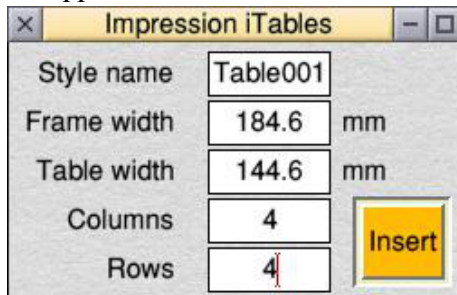 Impression iTables
Style name Table001
Frame width 184.6 mm
Table width 144.6 mm
Columns 4
Insert
Rows 4